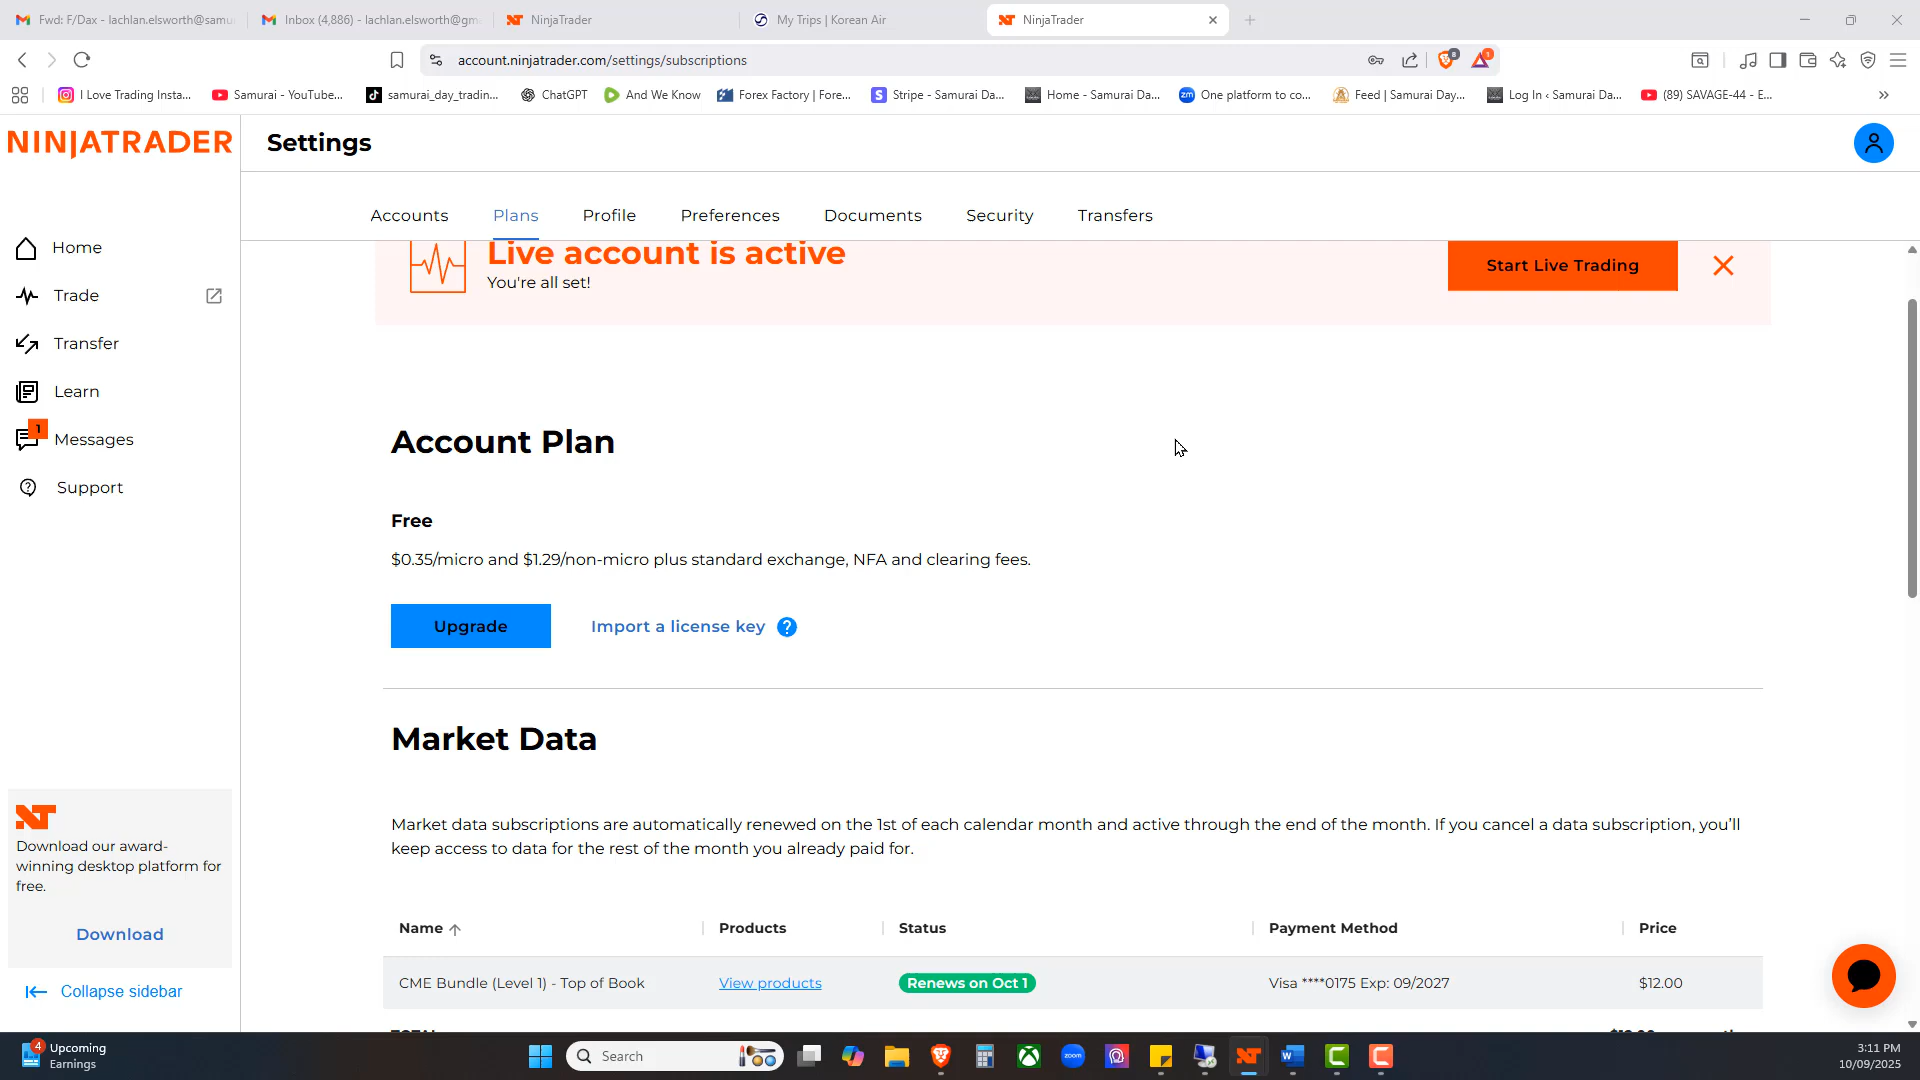 Fwd: F/Dax - lachlan.elsworth@samu
Inbox (4,886) - lachlan.elsworth@gm
NinjaTrader
My Trips | Korean Air
NinjaTrader
account.ninjatrader.com/settings/subscriptions
8
1
I Love Trading Insta...
Samurai - YouTube...
samurai_day_tradin...
ChatGPT
And We Know
Forex Factory | Fore...
Stripe - Samurai Da...
Home - Samurai Da...
One platform to co...
Feed | Samurai Day...
Log In ‹ Samurai Da...
(89) SAVAGE-44 - E...
NINJATRADER
Settings
Accounts
Plans
Profile
Preferences
Documents
Security
Transfers
Home
Trade
Transfer
Learn
1
Messages
Support
Live account is active
You're all set!
Start Live Trading
Account Plan
Free
$0.35/micro and $1.29/non-micro plus standard exchange, NFA and clearing fees.
Upgrade
Import a license key
?
Market Data
Market data subscriptions are automatically renewed on the 1st of each calendar month and active through the end of the month. If you cancel a data subscription, you'll
keep access to data for the rest of the month you already paid for.
Name
Products
Status
Payment Method
Price
CME Bundle (Level 1) - Top of Book
View products
Renews on Oct 1
Visa ****0175 Exp: 09/2027
$12.00
NT
Download our award-
winning desktop platform for
free.
Download
Collapse sidebar
4
Upcoming
Earnings
Search
zoom
3:11 PM
10/09/2025